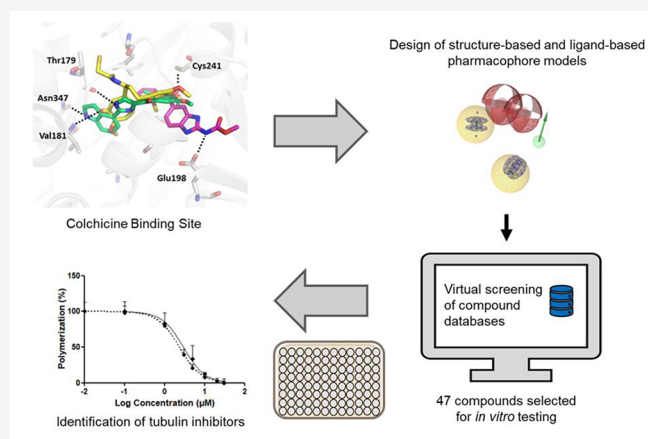 Thr179
Cys241
Asn347
Val181
Glu198
Colchicine Binding Site
Design of structure-based and ligand-based
pharmacophore models
Virtual screening
of compound
databases
47 compounds selected
for in vitro testing
Polymerization (%)
150
100
50
0
-2
-1
0
1
2
Log Concentration (µM)
Identification of tubulin inhibitors